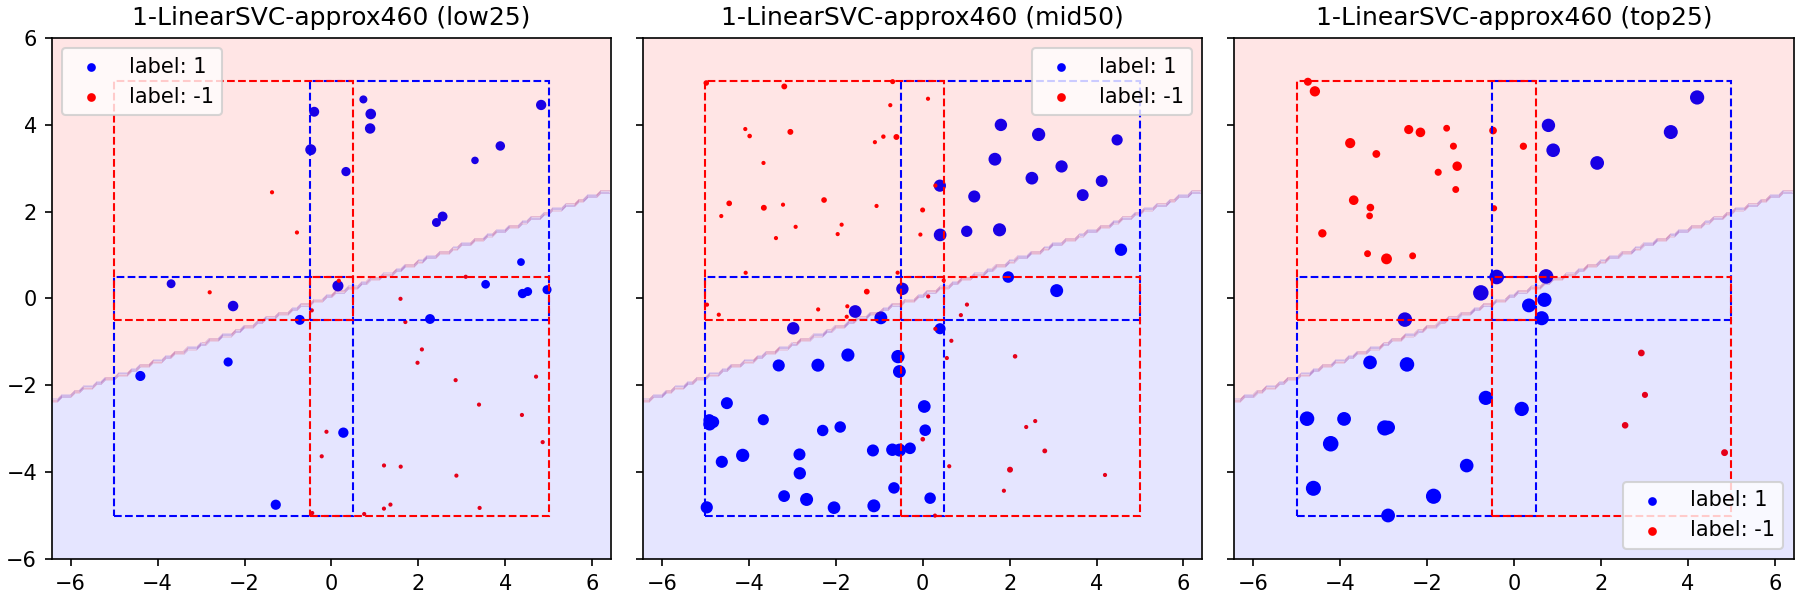 1-LinearSVC-approx460 (low25)
1-LinearSVC-approx460 (mid50)
1-LinearSVC-approx460 (top25)
label: 1
label: -1
label: 1
label: -1
label: 1
label: -1
6
4
2
0
−2
−4
−6
−6 −4 −2 0 2 4 6
−6 −4 −2 0 2 4 6
−6 −4 −2 0 2 4 6